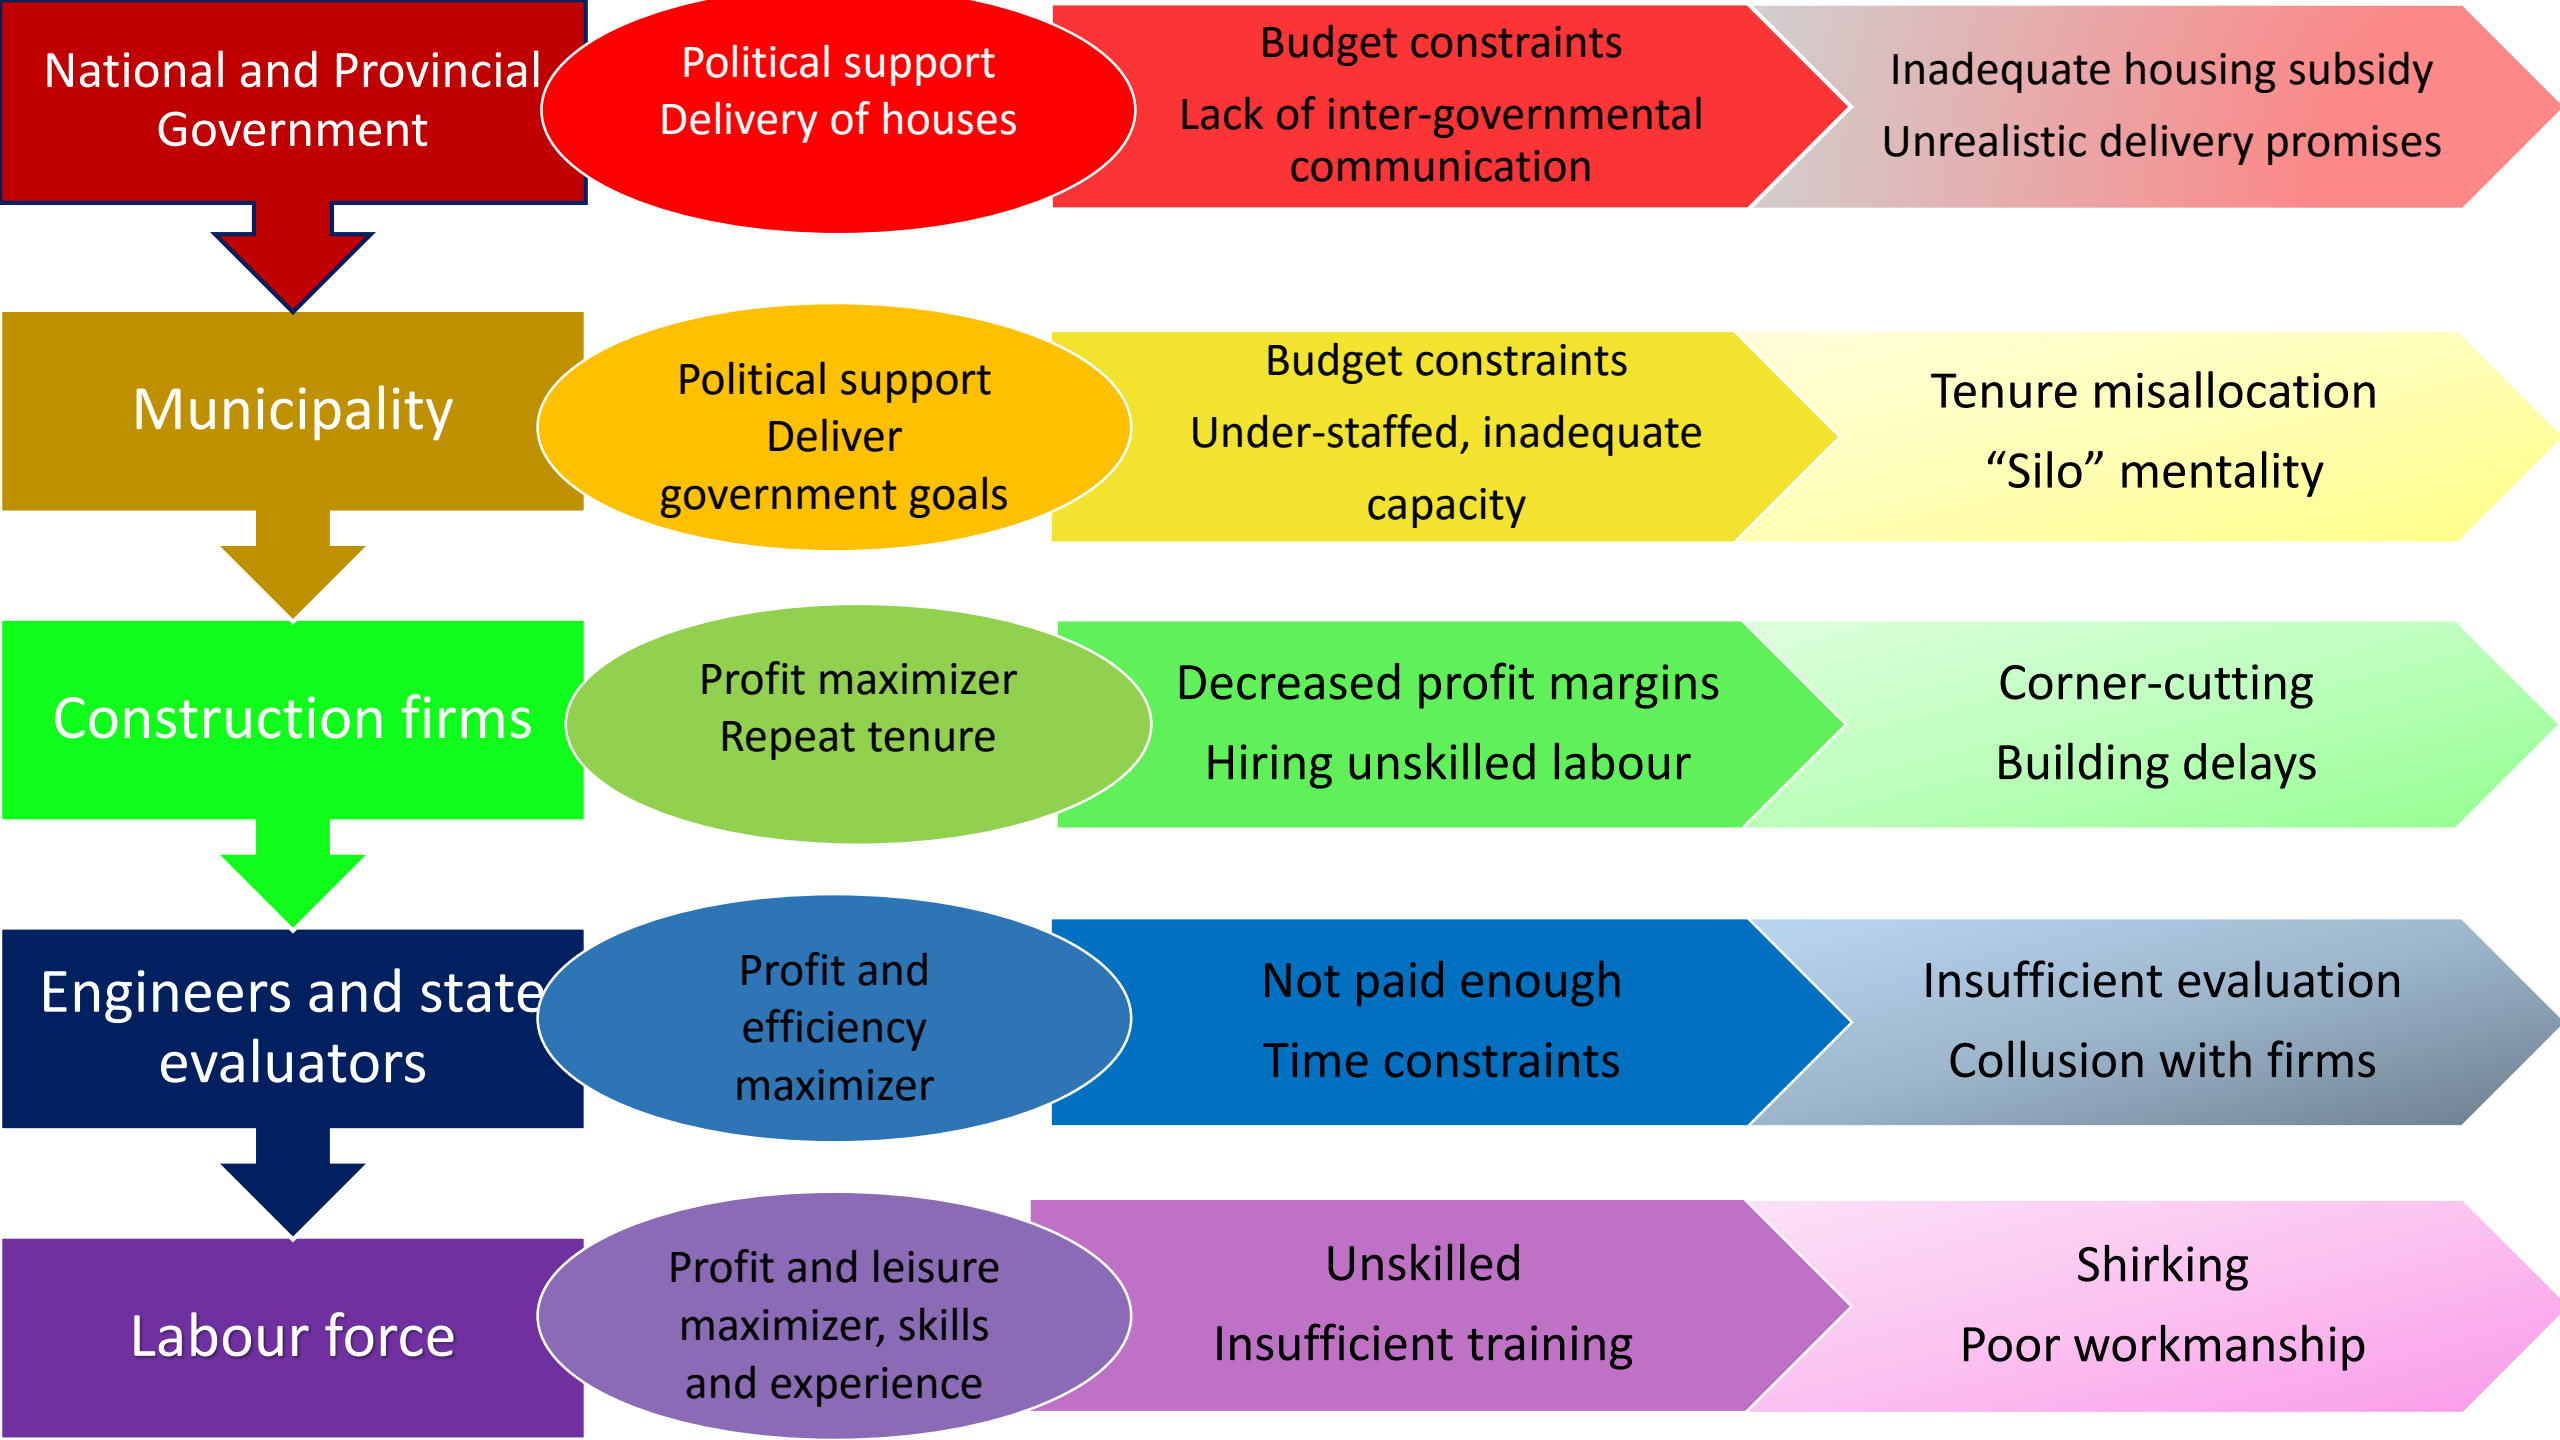 National and Provincial
Government
Political support
Delivery of houses
Budget constraints
Lack of inter-governmental
communication
Inadequate housing subsidy
Unrealistic delivery promises
Municipality
Political support
Deliver
government goals
Budget constraints
Under-staffed, inadequate
capacity
Tenure misallocation
“Silo” mentality
Construction firms
Profit maximizer
Repeat tenure
Decreased profit margins
Hiring unskilled labour
Corner-cutting
Building delays
Engineers and state
evaluators
Profit and
efficiency
maximizer
Not paid enough
Time constraints
Insufficient evaluation
Collusion with firms
Labour force
Profit and leisure
maximizer, skills
and experience
Unskilled
Insufficient training
Shirking
Poor workmanship